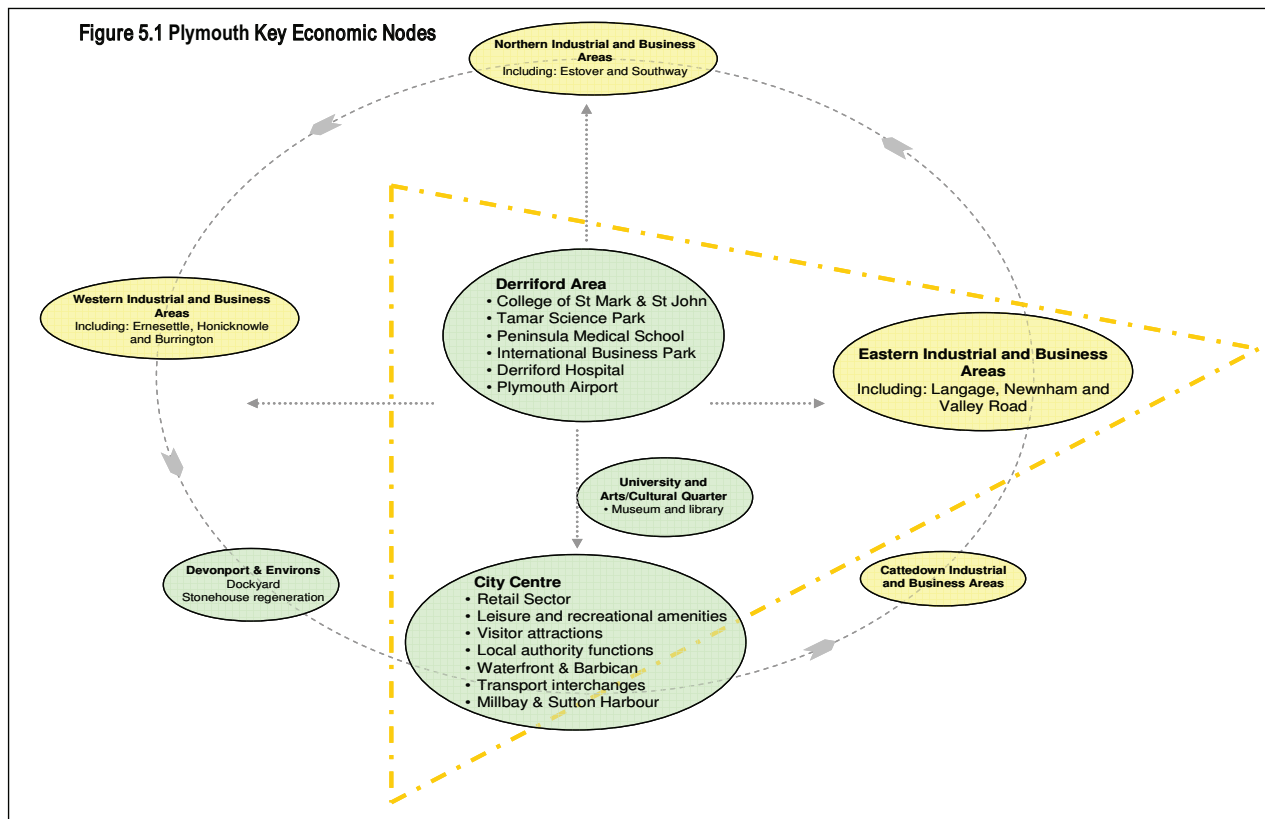 Figure 5.1 Plymouth Key Economic Nodes
Northern Industrial and Business
Areas
Including: Estover and Southway
Derriford Area
• College of St Mark & St John
• Tamar Science Park
• Peninsula Medical School
• International Business Park
• Derriford Hospital
• Plymouth Airport
Western Industrial and Business
Areas
Including: Ernesettle, Honicknowle
and Burrington
Eastern Industrial and Business
Areas
Including: Langage, Newnham and
Valley Road
University and
Arts/Cultural Quarter
• Museum and library
Devonport & Environs
Dockyard
Stonehouse regeneration
Cattedown Industrial
and Business Areas
City Centre
• Retail Sector
• Leisure and recreational amenities
• Visitor attractions
• Local authority functions
• Waterfront & Barbican
• Transport interchanges
• Millbay & Sutton Harbour